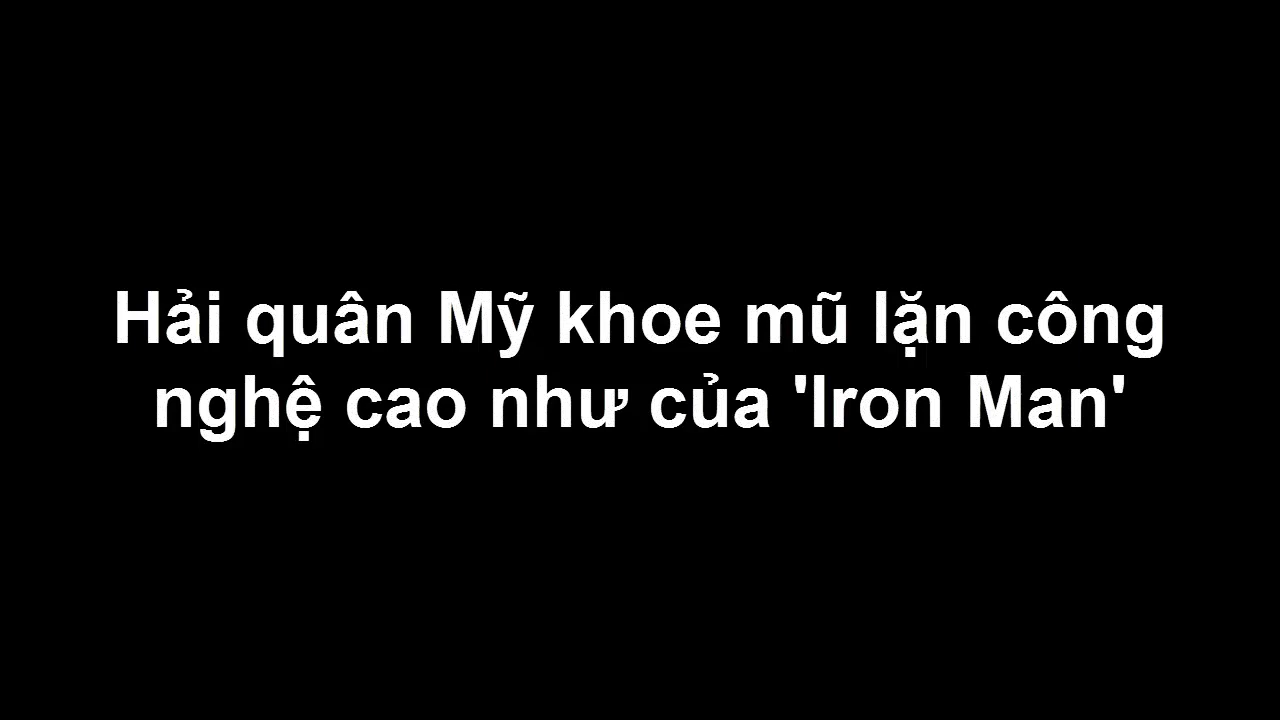 Hải quân Mỹ khoe mũ lặn công
nghệ cao như của 'Iron Man'